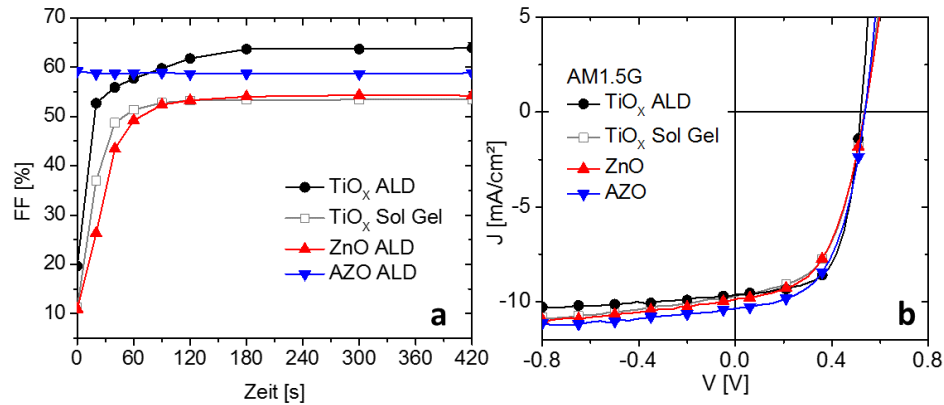 70
60
50
40
30
20
10
FF [%]
TiOX ALD
TiOX Sol Gel
ZnO ALD
AZO ALD
a
0 60 120 180 240 300 360 420
Zeit [s]
5
0
-5
-10
J [mA/cm²]
AM1.5G
TiOX ALD
TiOX Sol Gel
ZnO
AZO
b
-0.8 -0.4 0.0 0.4 0.8
V [V]